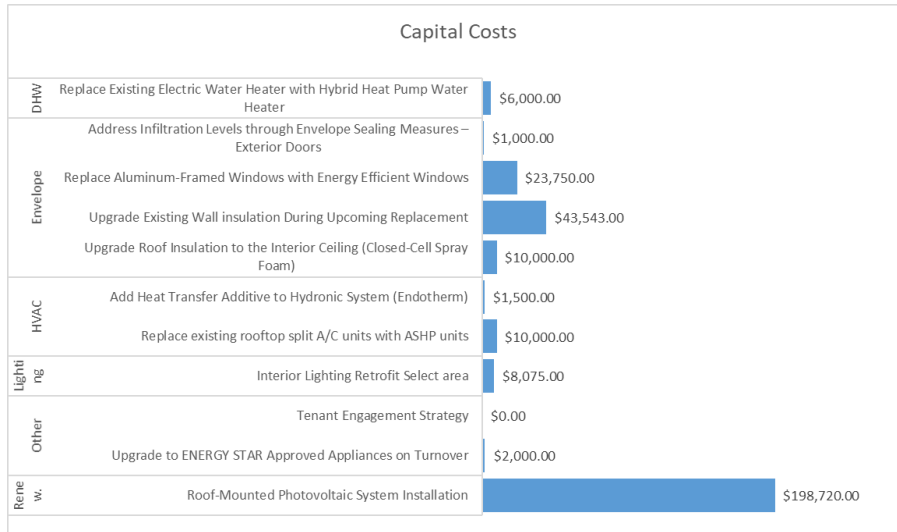 Capital Costs
DHW
Replace Existing Electric Water Heater with Hybrid Heat Pump Water
Heater
$6,000.00
Envelope
Address Infiltration Levels through Envelope Sealing Measures –
Exterior Doors
$1,000.00
Replace Aluminum-Framed Windows with Energy Efficient Windows
$23,750.00
Upgrade Existing Wall insulation During Upcoming Replacement
$43,543.00
Upgrade Roof Insulation to the Interior Ceiling (Closed-Cell Spray
Foam)
$10,000.00
HVAC
Add Heat Transfer Additive to Hydronic System (Endotherm)
$1,500.00
Replace existing rooftop split A/C units with ASHP units
$10,000.00
Lighti
ng
Interior Lighting Retrofit Select area
$8,075.00
Other
Tenant Engagement Strategy
$0.00
Upgrade to ENERGY STAR Approved Appliances on Turnover
$2,000.00
Rene
w.
Roof-Mounted Photovoltaic System Installation
$198,720.00